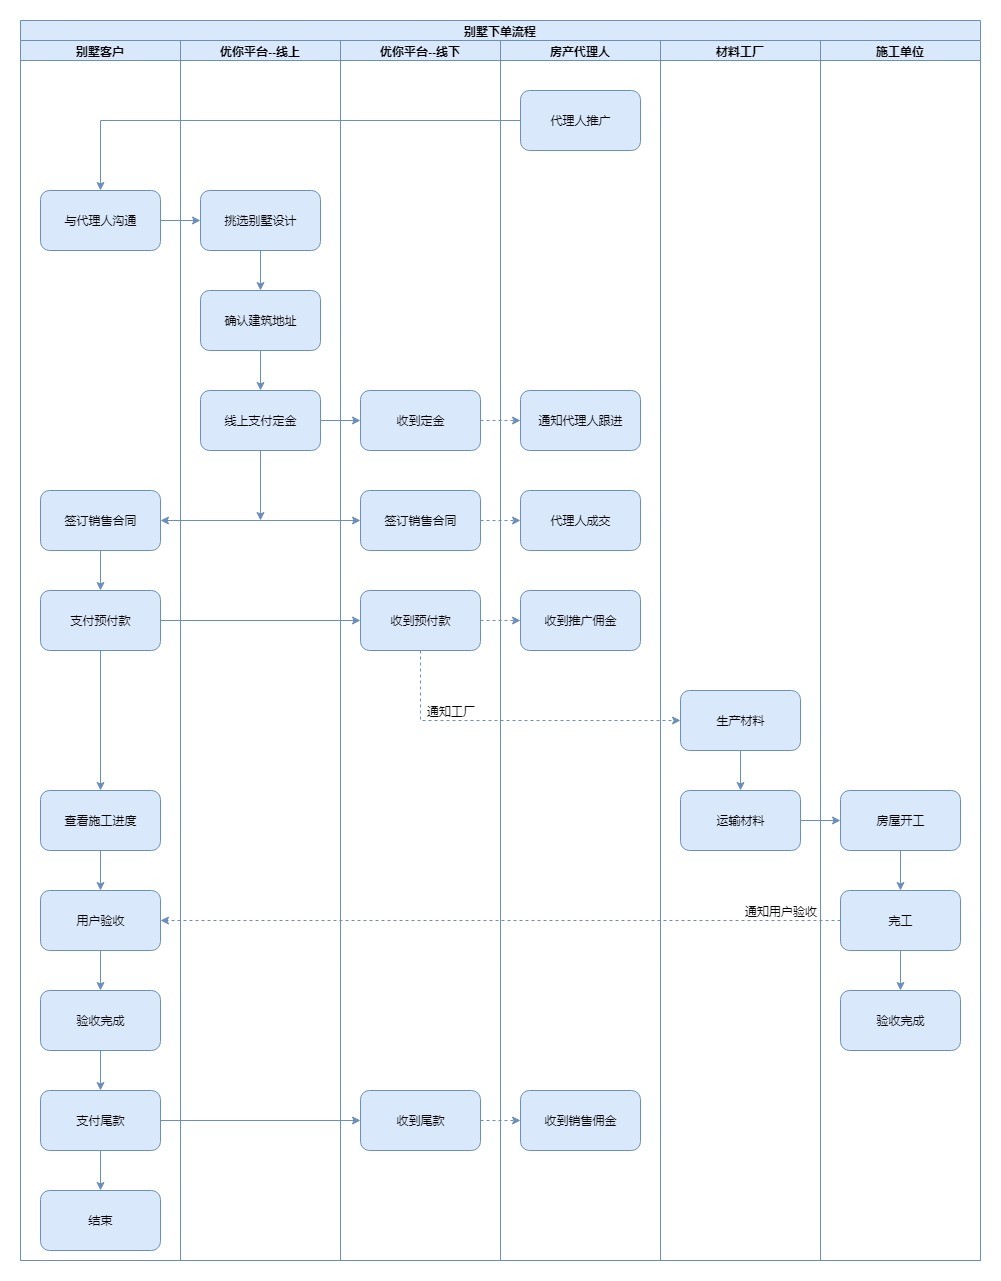 别墅下单流程
别墅客户
优你平台--线上
优你平台--线下
房产代理人
材料工厂
施工单位
代理人推广
与代理人沟通
挑选别墅设计
确认建筑地址
线上支付定金
收到定金
通知代理人跟进
签订销售合同
签订销售合同
代理人成交
支付预付款
收到预付款
收到推广佣金
通知工厂
生产材料
查看施工进度
运输材料
房屋开工
通知用户验收
用户验收
完工
验收完成
验收完成
支付尾款
收到尾款
收到销售佣金
结束